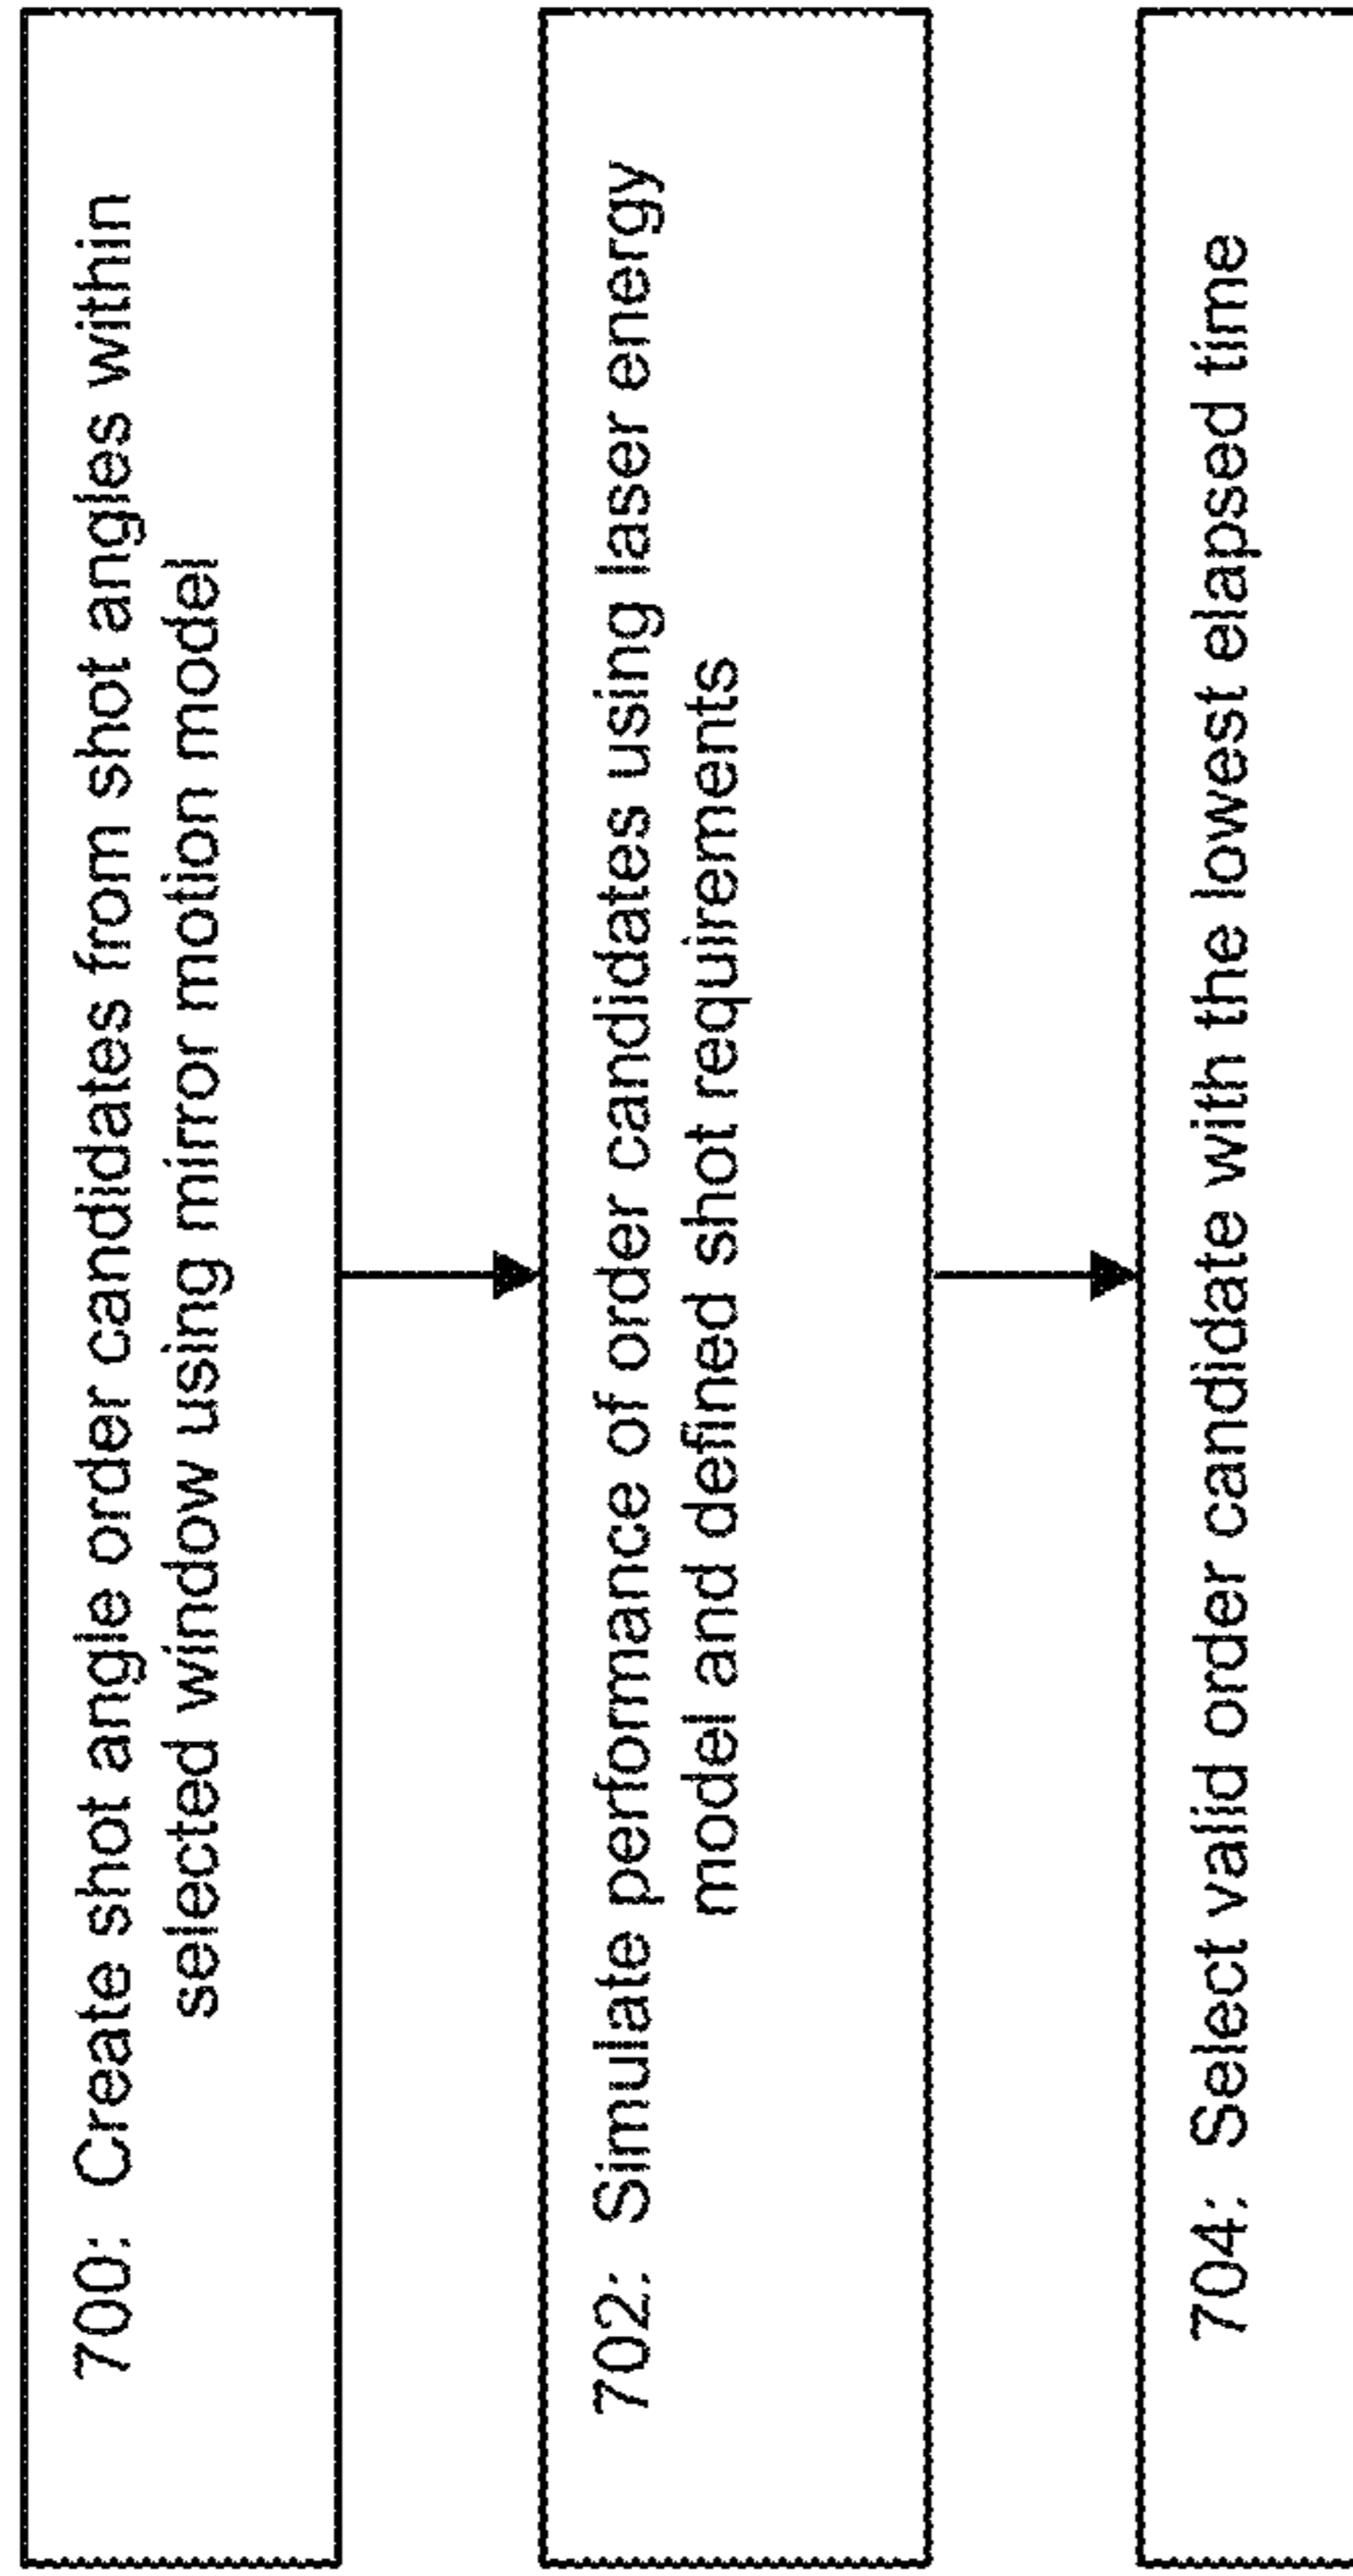 700: Create shot angle order candidates from shot angles within
selected window using mirror motion model
702: Simulate performance of order candidates using laser energy
model and defined shot requirements
704: Select valid order candidate with the lowest elapsed time